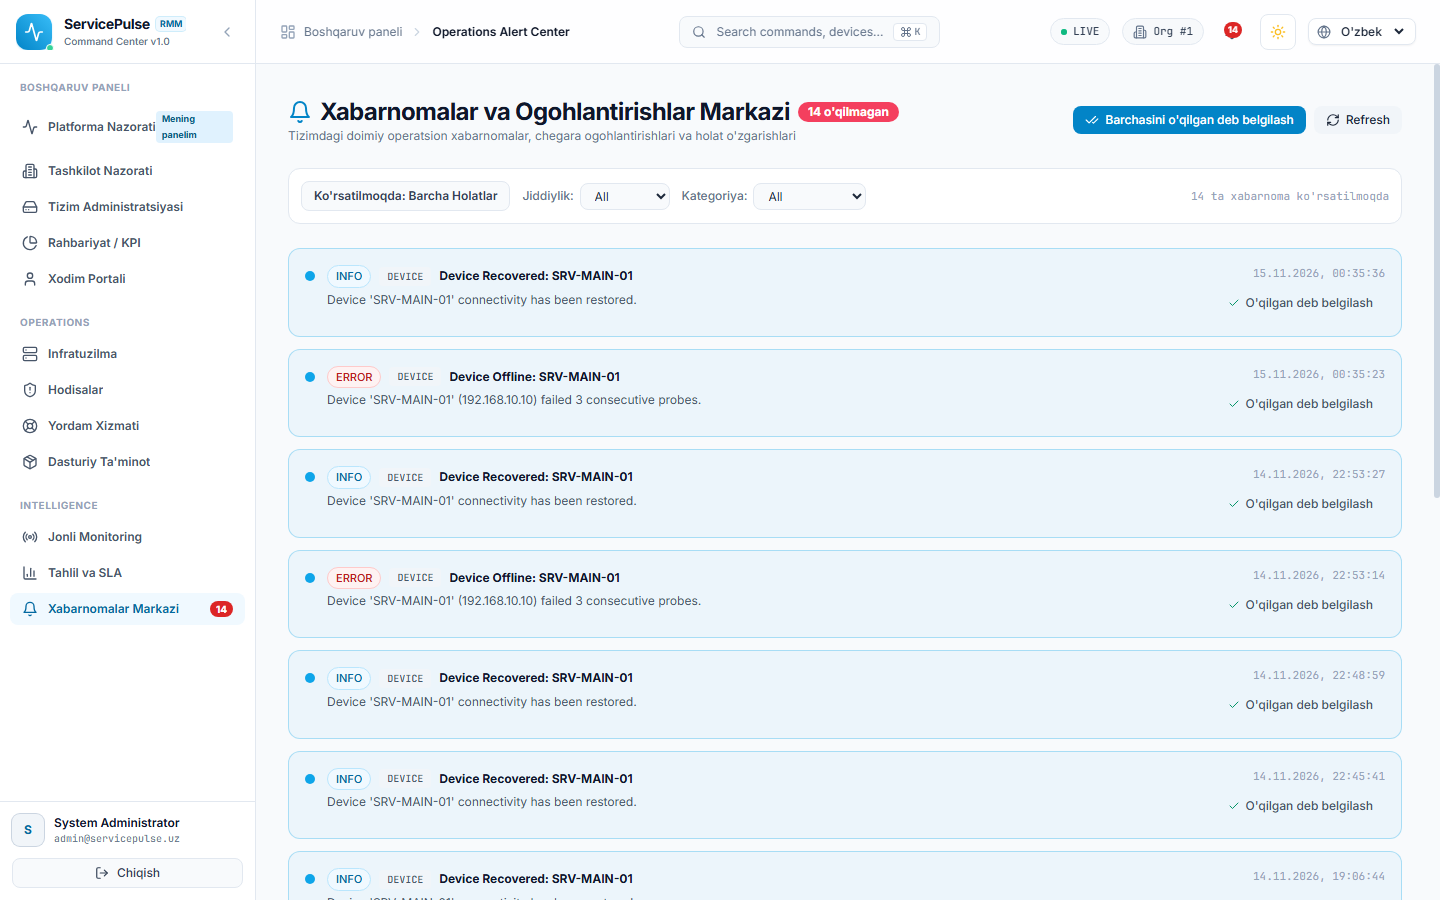 ServicePulse RMM
Command Center v1.0
BOSHQARUV PANELI
Platforma Nazorati
Mening
panelim
Tashkilot Nazorati
Tizim Administratsiyasi
Rahbariyat / KPI
Xodim Portali
OPERATIONS
Infratuzilma
Hodisalar
Yordam Xizmati
Dasturiy Ta'minot
INTELLIGENCE
Jonli Monitoring
Tahlil va SLA
Xabarnomalar Markazi 14
S
System Administrator
admin@servicepulse.uz
Chiqish
Boshqaruv paneli > Operations Alert Center
Search commands, devices... ⌘ K
LIVE
Org #1
14
O'zbek
Xabarnomalar va Ogohlantirishlar Markazi 14 o'qilmagan
Tizimdagi doimiy operatsion xabarnomalar, chegara ogohlantirishlari va holat o'zgarishlari
Barchasini o'qilgan deb belgilash
Refresh
Ko'rsatilmoqda: Barcha Holatlar Jiddiylik: All Kategoriya: All
14 ta xabarnoma ko'rsatilmoqda
INFO DEVICE Device Recovered: SRV-MAIN-01 15.11.2026, 00:35:36
Device 'SRV-MAIN-01' connectivity has been restored. O'qilgan deb belgilash
ERROR DEVICE Device Offline: SRV-MAIN-01 15.11.2026, 00:35:23
Device 'SRV-MAIN-01' (192.168.10.10) failed 3 consecutive probes. O'qilgan deb belgilash
INFO DEVICE Device Recovered: SRV-MAIN-01 14.11.2026, 22:53:27
Device 'SRV-MAIN-01' connectivity has been restored. O'qilgan deb belgilash
ERROR DEVICE Device Offline: SRV-MAIN-01 14.11.2026, 22:53:14
Device 'SRV-MAIN-01' (192.168.10.10) failed 3 consecutive probes. O'qilgan deb belgilash
INFO DEVICE Device Recovered: SRV-MAIN-01 14.11.2026, 22:48:59
Device 'SRV-MAIN-01' connectivity has been restored. O'qilgan deb belgilash
INFO DEVICE Device Recovered: SRV-MAIN-01 14.11.2026, 22:45:41
Device 'SRV-MAIN-01' connectivity has been restored. O'qilgan deb belgilash
INFO DEVICE Device Recovered: SRV-MAIN-01 14.11.2026, 19:06:44